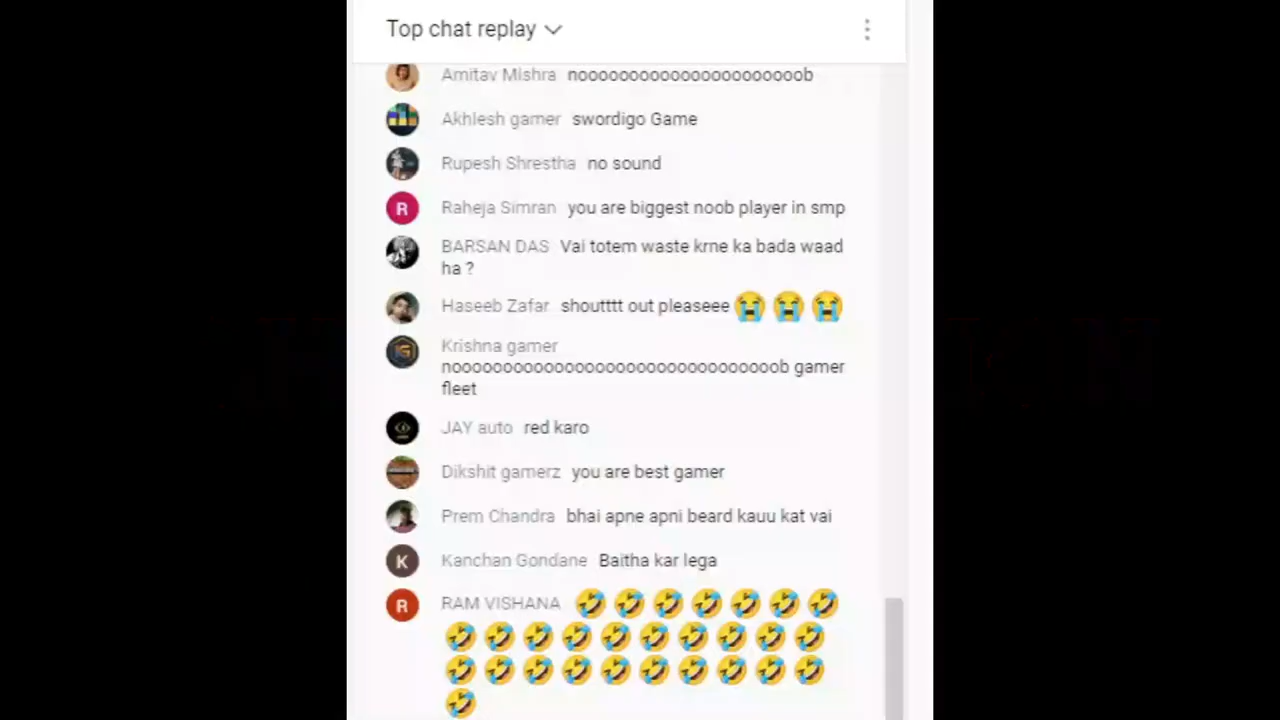 Top chat replay
Amitav Mishra nooooooooooooooooooooooob
Akhlesh gamer swordigo Game
Rupesh Shrestha no sound
R Raheja Simran you are biggest noob player in smp
BARSAN DAS Vai totem waste krne ka bada waad
ha ?
Haseeb Zafar shoutttt out pleaseee 😭 😭 😭
Krishna gamer
noooooooooooooooooooooooooooooooob gamer
fleet
JAY auto red karo
Dikshit gamerz you are best gamer
Prem Chandra bhai apne apni beard kauu kat vai
K Kanchan Gondane Baitha kar lega
R RAM VISHANA 🤣 🤣 🤣 🤣 🤣 🤣 🤣
🤣 🤣 🤣 🤣 🤣 🤣 🤣 🤣 🤣 🤣
🤣 🤣 🤣 🤣 🤣 🤣 🤣 🤣 🤣 🤣
🤣